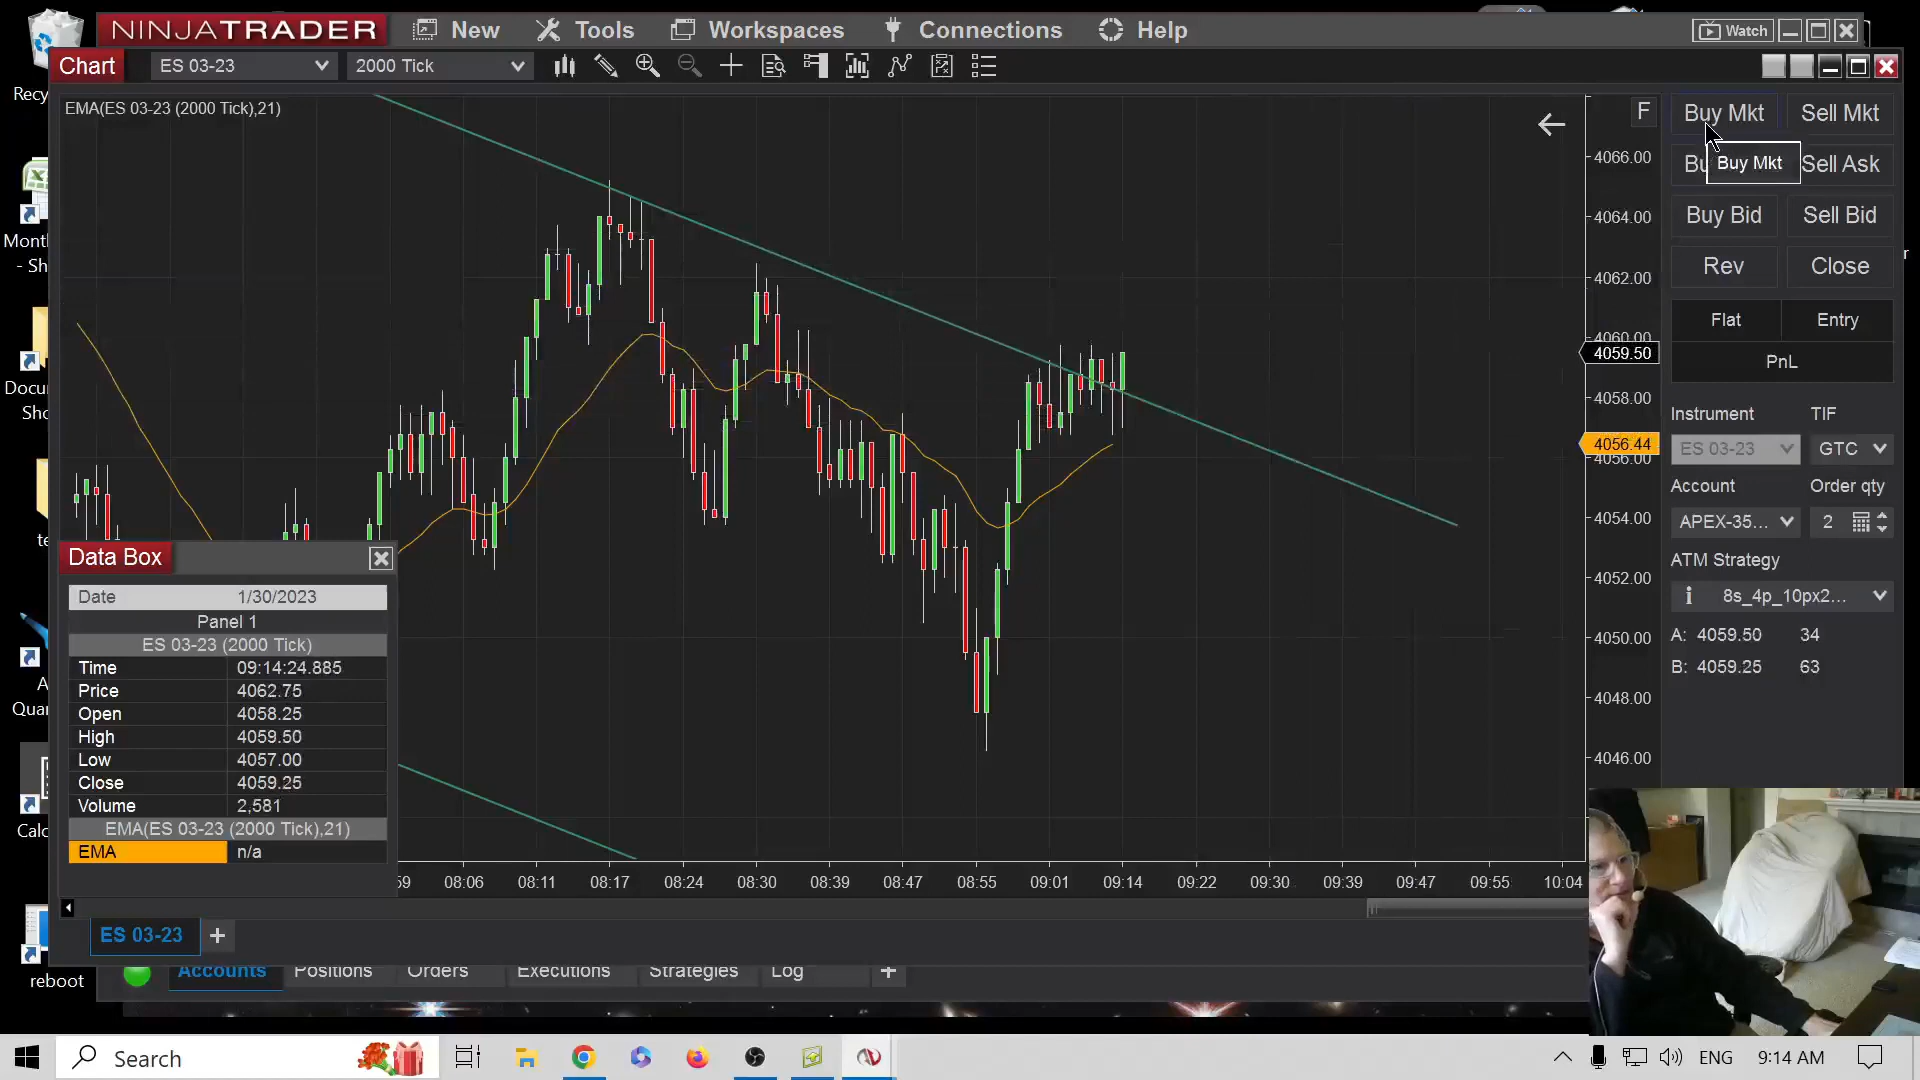 NINJATRADER
New
Tools
Workspaces
Connections
Help
Watch
Chart
ES 03-23
2000 Tick
EMA(ES 03-23 (2000 Tick),21)
F
Buy Mkt
Sell Mkt
Buy Mkt
Sell Ask
Buy Bid
Sell Bid
Rev
Close
Flat
Entry
PnL
Instrument
TIF
ES 03-23
GTC
Account
Order qty
APEX-35...
2
ATM Strategy
8s_4p_10px2...
A: 4059.50 34
B: 4059.25 63
4066.00
4064.00
4062.00
4060.00
4059.50
4058.00
4056.44
4056.00
4054.00
4052.00
4050.00
4048.00
4046.00
Data Box
Date 1/30/2023
Panel 1
ES 03-23 (2000 Tick)
Time 09:14:24.885
Price 4062.75
Open 4058.25
High 4059.50
Low 4057.00
Close 4059.25
Volume 2,581
EMA(ES 03-23 (2000 Tick),21)
EMA n/a
08:06 08:11 08:17 08:24 08:30 08:39 08:47 08:55 09:01 09:14 09:22 09:30 09:39 09:47 09:55 10:04
ES 03-23
Accounts Positions Orders Executions Strategies Log
reboot
Search
ENG
9:14 AM